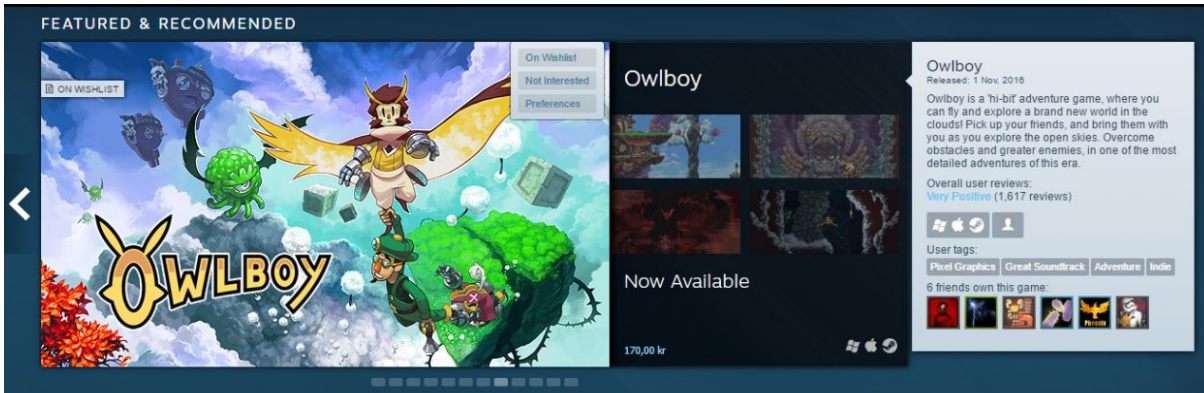 FEATURED & RECOMMENDED
ON WISHLIST
On Wishlist
Not Interested
Preferences
OWLBOY
Owlboy
Now Available
170,00 kr
Owlboy
Released: 1 Nov, 2016
Owlboy is a 'hi-bit' adventure game, where you
can fly and explore a brand new world in the
clouds! Pick up your friends, and bring them with
you as you explore the open skies. Overcome
obstacles and greater enemies, in one of the most
detailed adventures of this era.
Overall user reviews:
Very Positive (1,617 reviews)
User tags:
Pixel Graphics Great Soundtrack Adventure Indie
6 friends own this game:
Phoenix